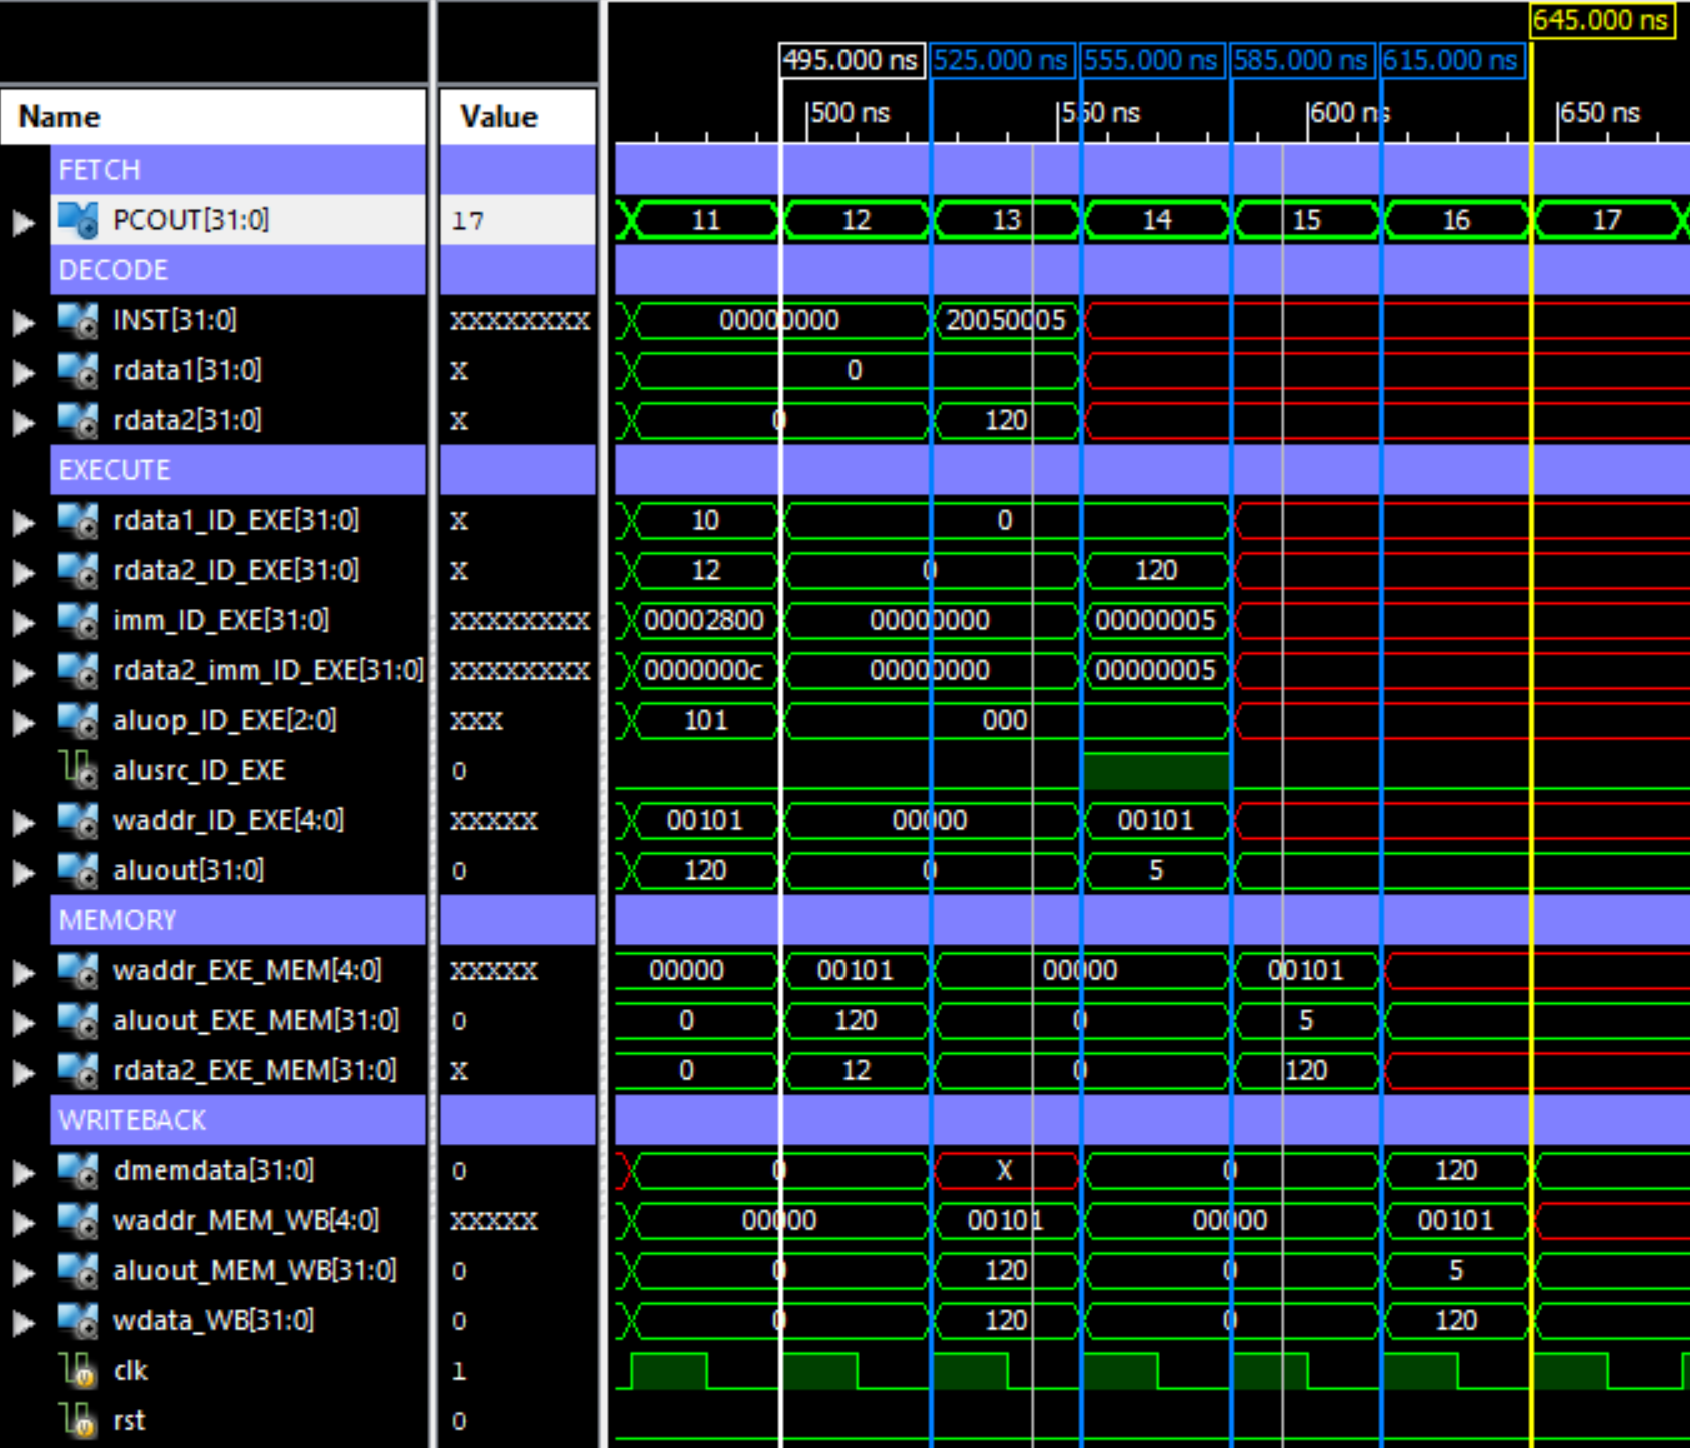 645.000 ns
495.000 ns 525.000 ns 555.000 ns 585.000 ns 615.000 ns
Name Value 500 ns 550 ns 600 ns 650 ns
FETCH
PCOUT[31:0] 17 11 12 13 14 15 16 17
DECODE
INST[31:0] XXXXXXXX 00000000 20050005
rdata1[31:0] X 0
rdata2[31:0] X 0 120
EXECUTE
rdata1_ID_EXE[31:0] X 10 0
rdata2_ID_EXE[31:0] X 12 0 120
imm_ID_EXE[31:0] XXXXXXXX 00002800 00000000 00000005
rdata2_imm_ID_EXE[31:0] XXXXXXXX 0000000c 00000000 00000005
aluop_ID_EXE[2:0] XXX 101 000
alusrc_ID_EXE 0
waddr_ID_EXE[4:0] XXXXX 00101 00000 00101
aluout[31:0] 0 120 0 5
MEMORY
waddr_EXE_MEM[4:0] XXXXX 00000 00101 00000 00101
aluout_EXE_MEM[31:0] 0 0 120 0 5
rdata2_EXE_MEM[31:0] X 0 12 0 120
WRITEBACK
dmemdata[31:0] 0 0 X 0 120
waddr_MEM_WB[4:0] XXXXX 00000 00101 00000 00101
aluout_MEM_WB[31:0] 0 0 120 0 5
wdata_WB[31:0] 0 0 120 0 120
clk 1
rst 0